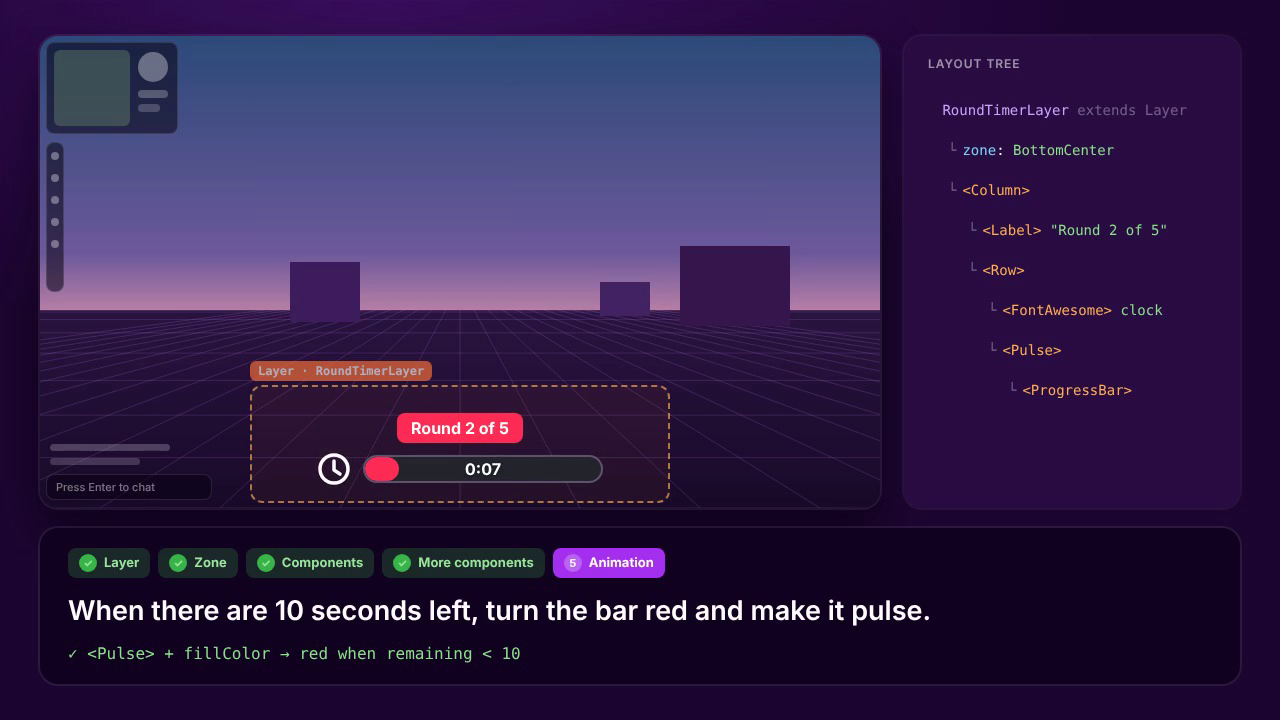 LAYOUT TREE
RoundTimerLayer extends Layer
└ zone: BottomCenter
└ <Column>
└ <Label> "Round 2 of 5"
└ <Row>
└ <FontAwesome> clock
└ <Pulse>
└ <ProgressBar>
Layer · RoundTimerLayer
Round 2 of 5
0:07
Press Enter to chat
✓ Layer ✓ Zone ✓ Components ✓ More components 5 Animation
When there are 10 seconds left, turn the bar red and make it pulse.
✓ <Pulse> + fillColor → red when remaining < 10